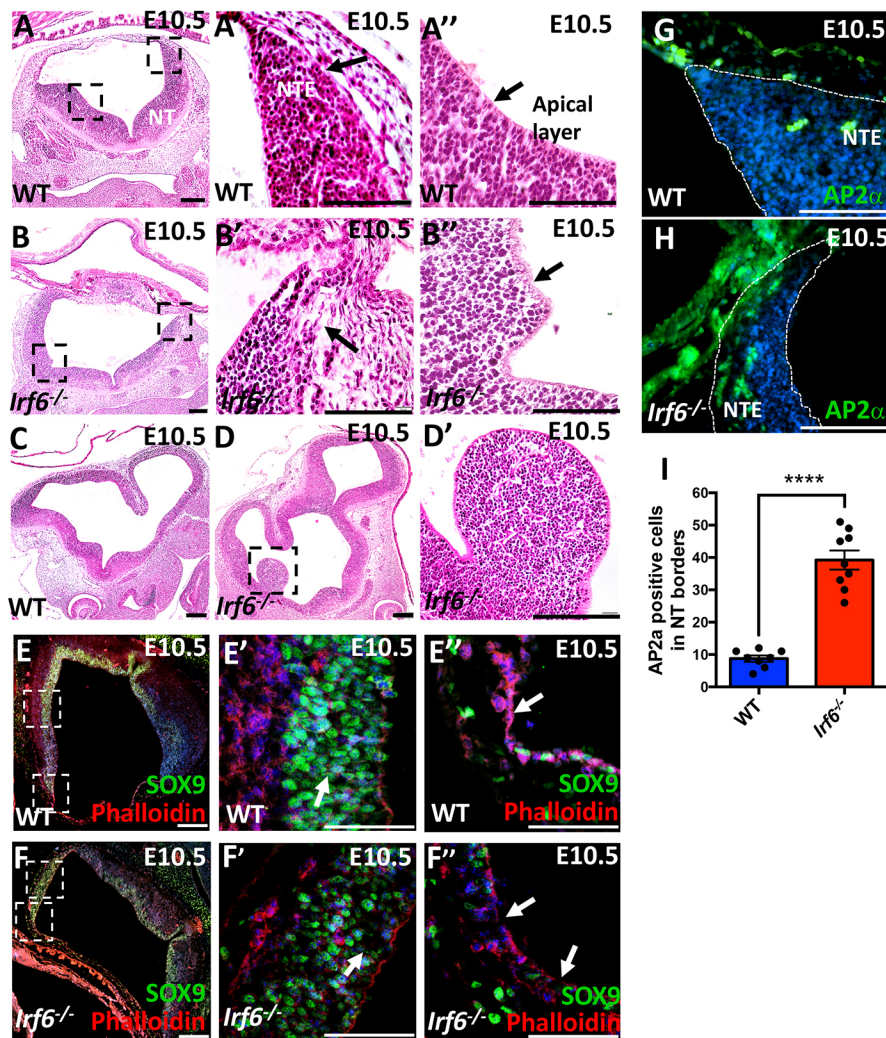 A E10.5
NT
WT
A' E10.5
NTE
WT
A'' E10.5
Apical
layer
WT
B E10.5
Irf6-/-
B' E10.5
Irf6-/-
B'' E10.5
Irf6-/-
C E10.5
WT
D E10.5
Irf6-/-
D' E10.5
Irf6-/-
E E10.5
SOX9
WT Phalloidin
E' E10.5
WT
E'' E10.5
SOX9
WT Phalloidin
F E10.5
SOX9
Irf6-/- Phalloidin
F' E10.5
Irf6-/-
F'' E10.5
SOX9
Irf6-/- Phalloidin
G E10.5
NTE
WT AP2α
H E10.5
Irf6-/- NTE AP2α
I
****
AP2a positive cells
in NT borders
60
50
40
30
20
10
0
WT
Irf6-/-